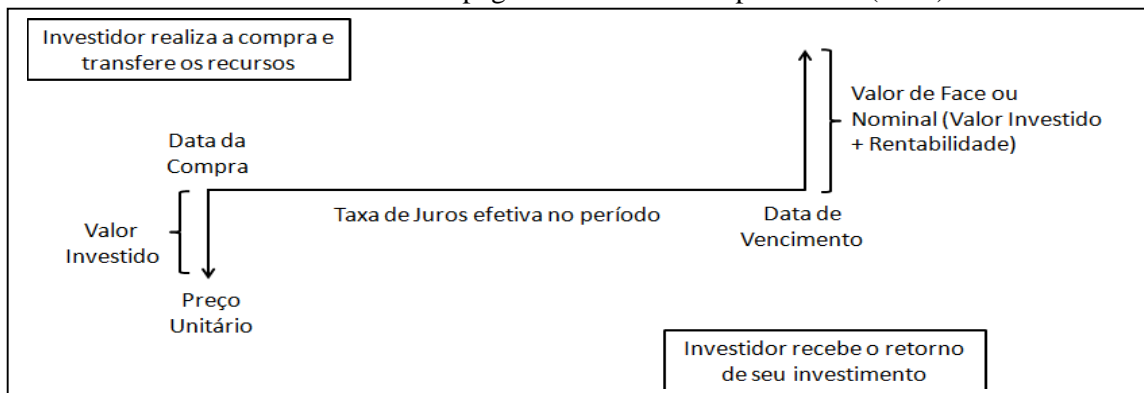 Investidor realiza a compra e
transfere os recursos
Data da
Compra
Valor
Investido
Preço
Unitário
Taxa de Juros efetiva no período
Valor de Face ou
Nominal (Valor Investido
+ Rentabilidade)
Data de
Vencimento
Investidor recebe o retorno
de seu investimento